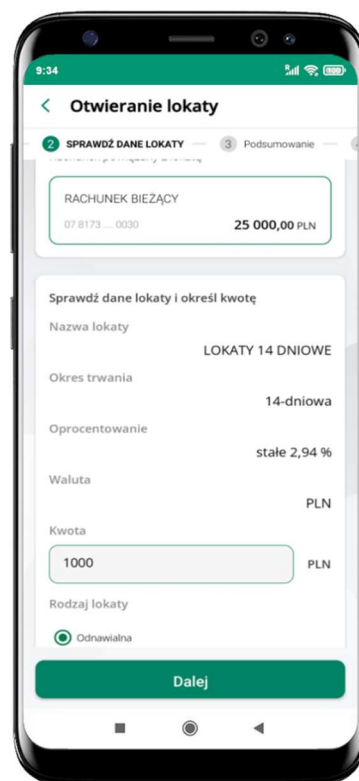 9:34
100
Otwieranie lokaty
2 SPRAWDŹ DANE LOKATY
3 Podsumowanie
RACHUNEK BIEŻĄCY
07 8173 ... 0030
25 000,00 PLN
Sprawdź dane lokaty i określ kwotę
Nazwa lokaty
LOKATY 14 DNIOWE
Okres trwania
14-dniowa
Oprocentowanie
stałe 2,94 %
Waluta
PLN
Kwota
1000 PLN
Rodzaj lokaty
Odnawialna
Dalej